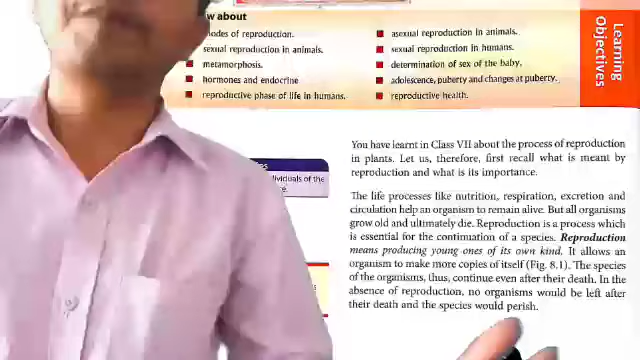 w about
modes of reproduction.
sexual reproduction in animals.
metamorphosis.
hormones and endocrine
reproductive phase of life in humans.
asexual reproduction in animals.
sexual reproduction in humans.
determination of sex of the baby.
adolescence, puberty and changes at puberty.
reproductive health.
Learning
Objectives
dividuals of the
You have learnt in Class VII about the process of reproduction
in plants. Let us, therefore, first recall what is meant by
reproduction and what is its importance.
The life processes like nutrition, respiration, excretion and
circulation help an organism to remain alive. But all organisms
grow old and ultimately die. Reproduction is a process which
is essential for the continuation of a species. Reproduction
means producing young ones of its own kind. It allows an
organism to make more copies of itself (Fig. 8.1). The species
of the organisms, thus, continue even after their death. In the
absence of reproduction, no organisms would be left after
their death and the species would perish.